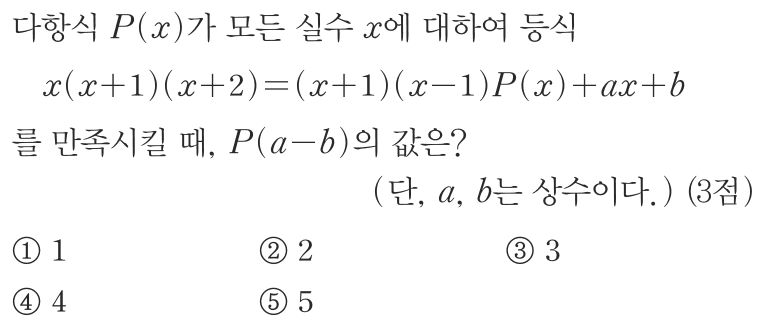 다항식 P(x)가 모든 실수 x에 대하여 등식
x(x+1)(x+2)=(x+1)(x-1)P(x)+ax+b
를 만족시킬 때, P(a-b)의 값은?
(단, a, b는 상수이다.) (3점)
① 1 ② 2 ③ 3
④ 4 ⑤ 5